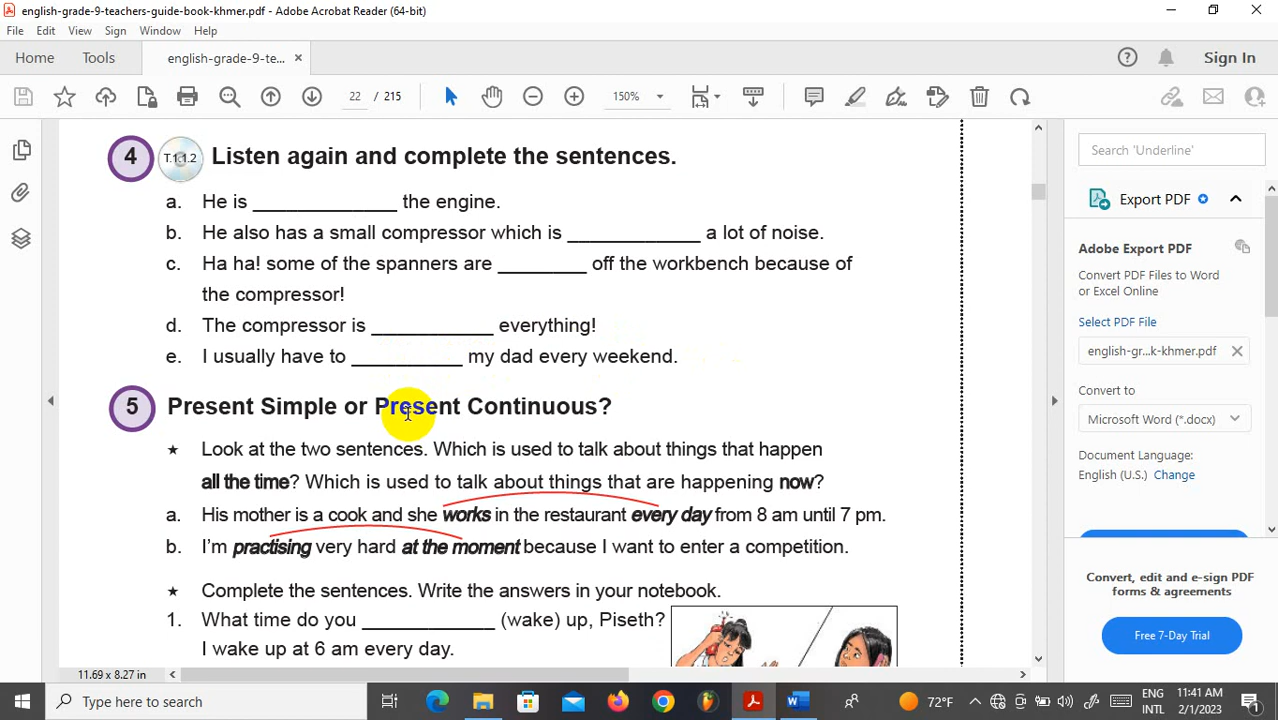 english-grade-9-teachers-guide-book-khmer.pdf - Adobe Acrobat Reader (64-bit)
File Edit View Sign Window Help
Home Tools english-grade-9-te... Sign In
22 / 215 150%
4 T.1.1.2 Listen again and complete the sentences.
a. He is _____________ the engine.
b. He also has a small compressor which is ____________ a lot of noise.
c. Ha ha! some of the spanners are ________ off the workbench because of
the compressor!
d. The compressor is ___________ everything!
e. I usually have to __________ my dad every weekend.
5 Present Simple or Present Continuous?
★ Look at the two sentences. Which is used to talk about things that happen
all the time? Which is used to talk about things that are happening now?
a. His mother is a cook and she works in the restaurant every day from 8 am until 7 pm.
b. I'm practising very hard at the moment because I want to enter a competition.
★ Complete the sentences. Write the answers in your notebook.
1. What time do you ____________ (wake) up, Piseth?
I wake up at 6 am every day.
11.69 x 8.27 in
Search 'Underline'
Export PDF
Adobe Export PDF
Convert PDF Files to Word
or Excel Online
Select PDF File
english-gr...k-khmer.pdf
Convert to
Microsoft Word (*.docx)
Document Language:
English (U.S.) Change
Convert, edit and e-sign PDF
forms & agreements
Free 7-Day Trial
Type here to search
72°F
ENG
INTL
11:41 AM
2/1/2023
1